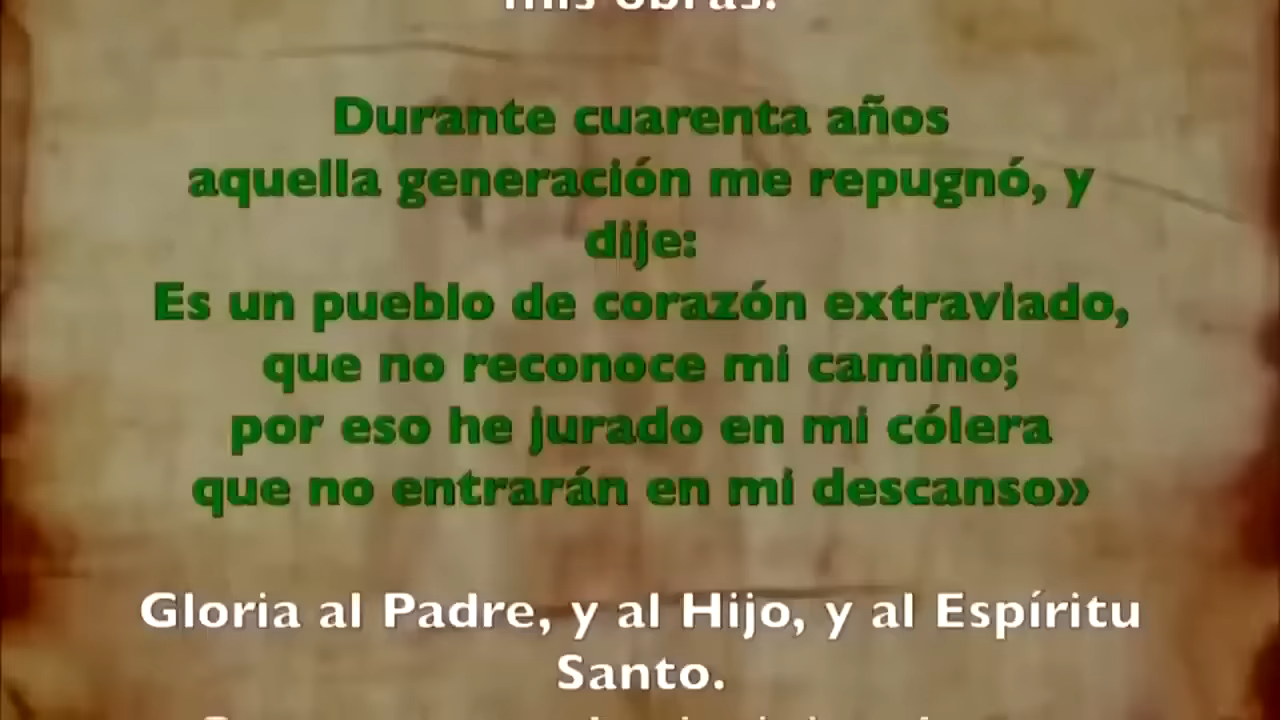 mis obras.
Durante cuarenta años
aquella generación me repugnó, y
dije:
Es un pueblo de corazón extraviado,
que no reconoce mi camino;
por eso he jurado en mi cólera
que no entrarán en mi descanso»
Gloria al Padre, y al Hijo, y al Espíritu
Santo.